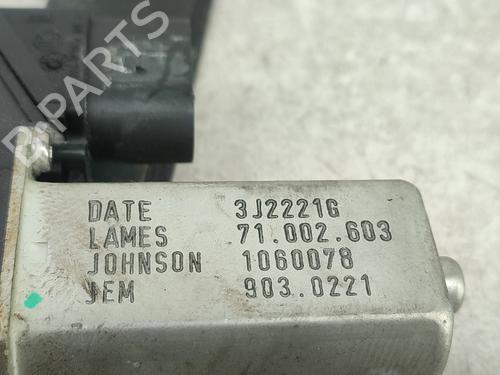 DATE 3J2221G
LAMES 71.002.603
JOHNSON 1060078
JEM 903.0221
B-PARTS